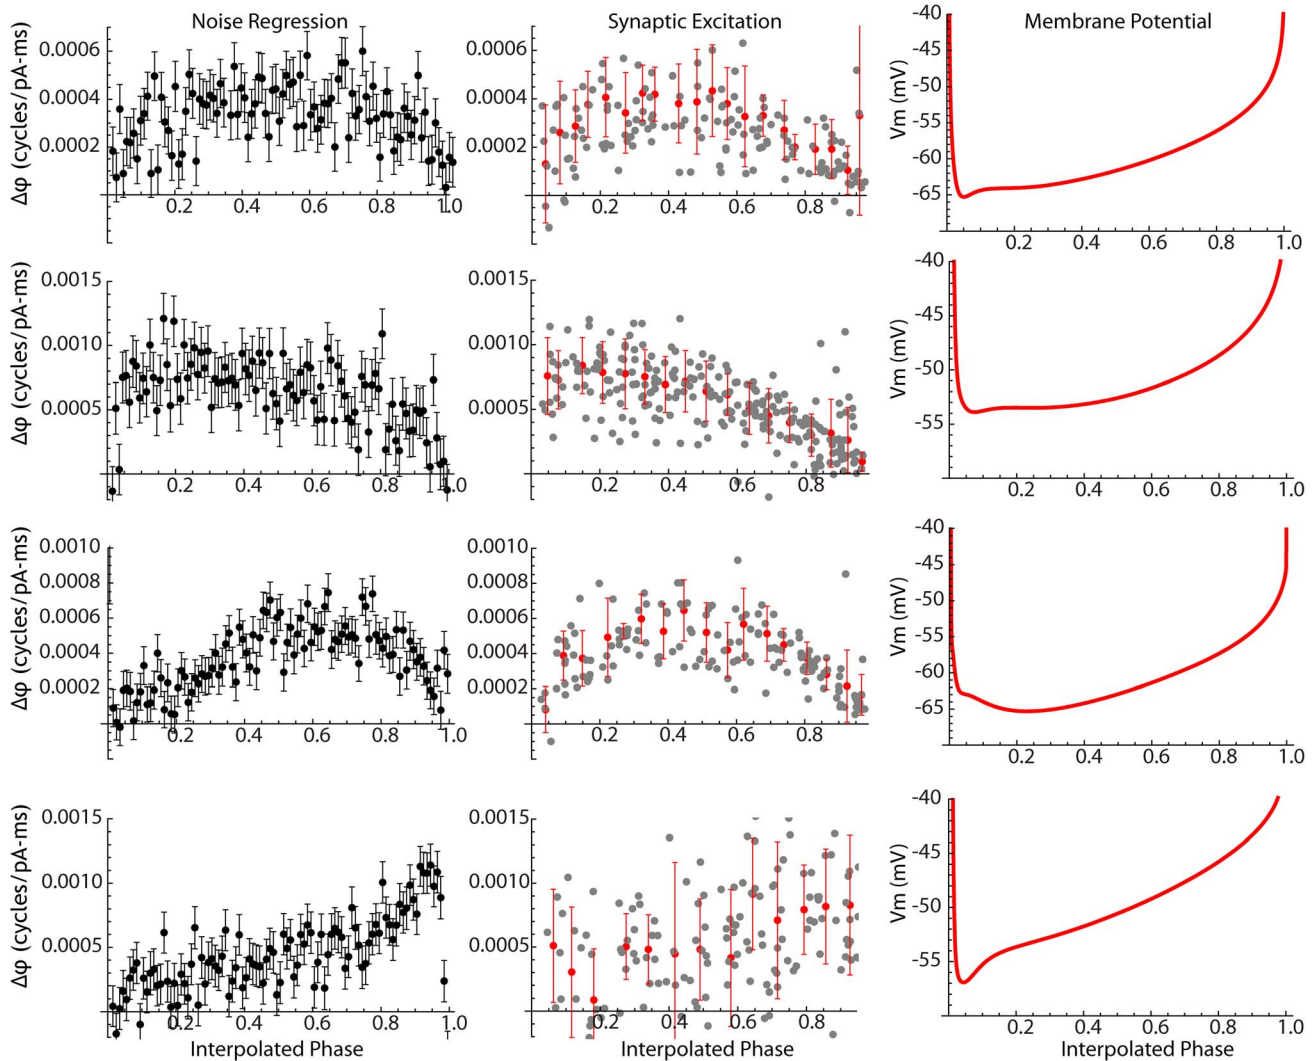 Noise Regression Synaptic Excitation Membrane Potential
Δφ (cycles/pA-ms)
0.0006
0.0004
0.0002
0.2 0.4 0.6 0.8 1.0
0.0006
0.0004
0.0002
0.2 0.4 0.6 0.8
Vm (mV)
-40
-45
-50
-55
-60
-65
0.2 0.4 0.6 0.8 1.0
Δφ (cycles/pA-ms)
0.0015
0.0010
0.0005
0.2 0.4 0.6 0.8 1.0
0.0015
0.0010
0.0005
0.2 0.4 0.6 0.8
Vm (mV)
-40
-45
-50
-55
0.2 0.4 0.6 0.8 1.0
Δφ (cycles/pA-ms)
0.0010
0.0008
0.0006
0.0004
0.0002
0.2 0.4 0.6 0.8 1.0
0.0010
0.0008
0.0006
0.0004
0.0002
0.2 0.4 0.6 0.8
Vm (mV)
-40
-45
-50
-55
-60
-65
0.2 0.4 0.6 0.8 1.0
Δφ (cycles/pA-ms)
0.0015
0.0010
0.0005
0.2 0.4 0.6 0.8 1.0
Interpolated Phase
0.0015
0.0010
0.0005
0.2 0.4 0.6 0.8
Interpolated Phase
Vm (mV)
-40
-45
-50
-55
0.2 0.4 0.6 0.8 1.0
Interpolated Phase